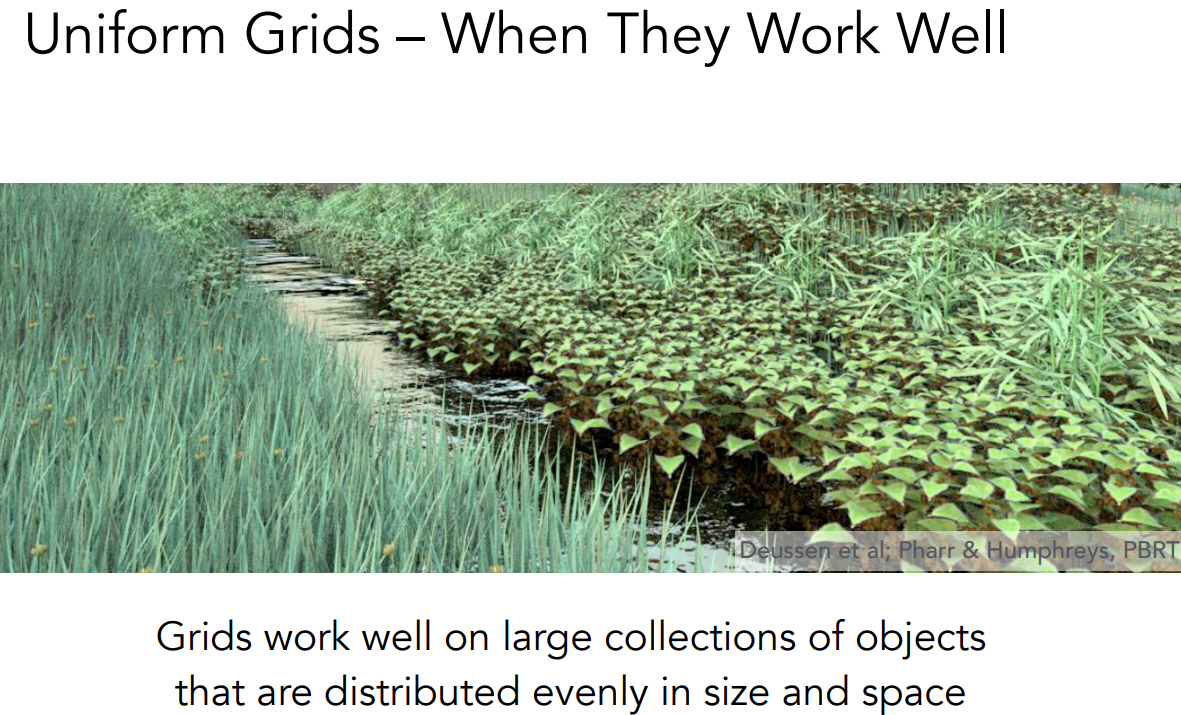 Uniform Grids – When They Work Well
Deussen et al; Pharr & Humphreys, PBRT
Grids work well on large collections of objects
that are distributed evenly in size and space